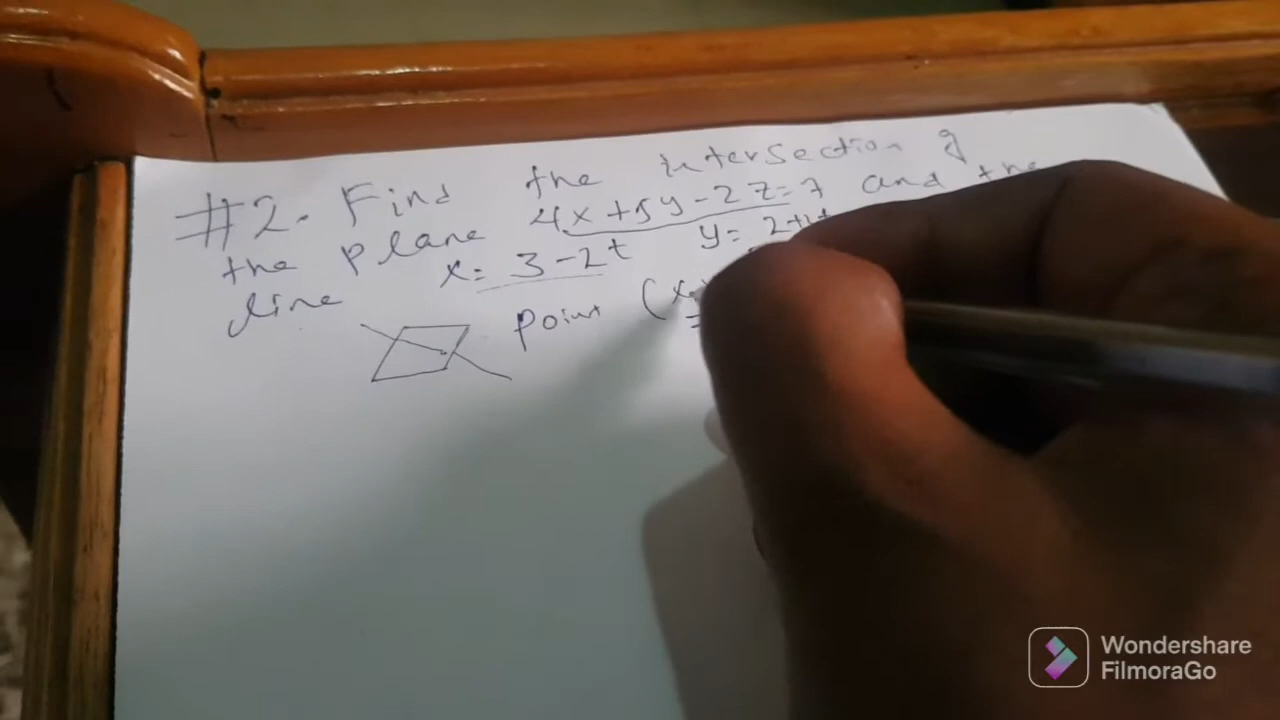 #2. Find the intersection of
the plane 4x+5y-2z=7 and the
line x= 3-2t y= 2+4t
point (x,
Wondershare
FilmoraGo